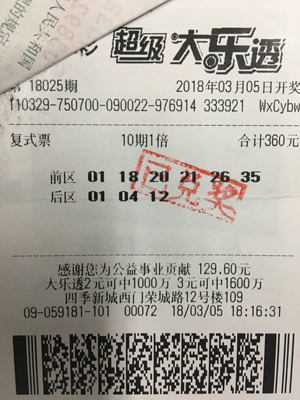 人民共和国
超级大乐透
第 18025期
2018年03月05日开奖
110329-750700-090022-976914 333921 WxCybw
复式票 10期1倍 合计360元
前区 01 18 20 21 26 35
后区 01 04 12
已兑奖
感谢您为公益事业贡献 129.60元
大乐透2元可中1000万 3元可中1600万
四季新城西门荣城路12号楼109
09-059181-101 00072 18/03/05 18:16:31